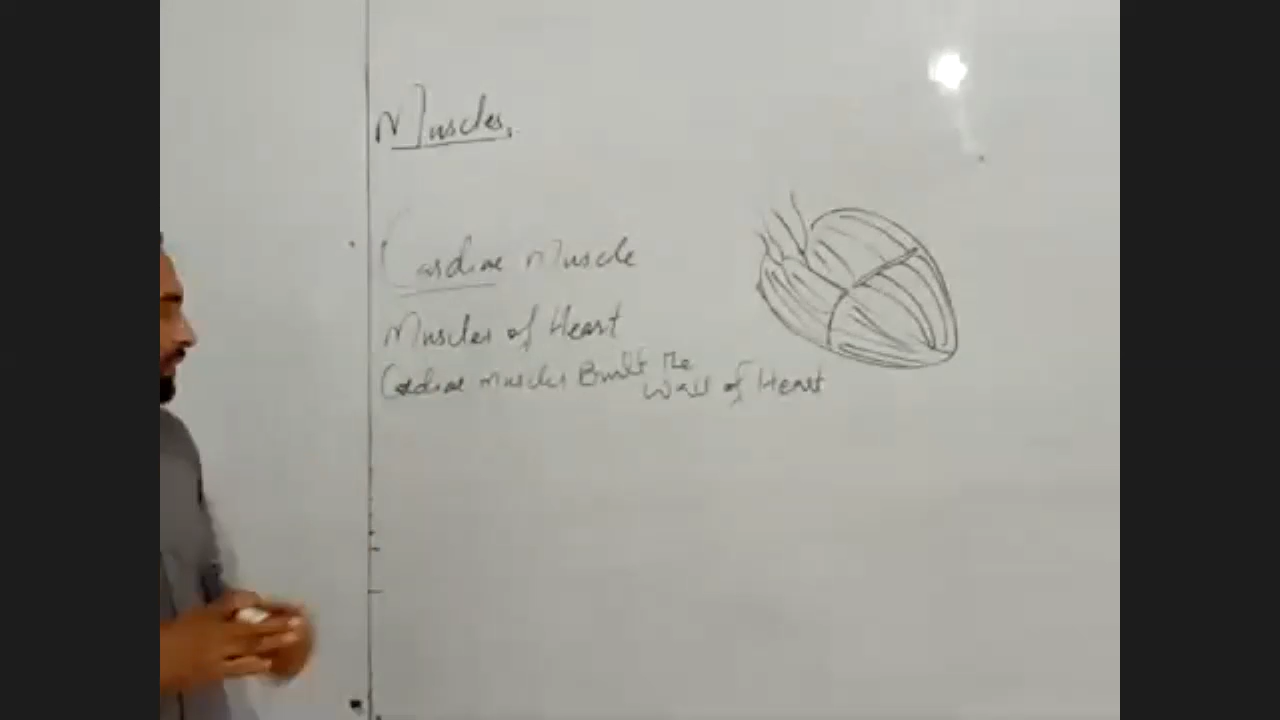 Muscles.
Cardiac Muscle
Muscles of Heart
Cardiac muscles Built The
Wall of Heart